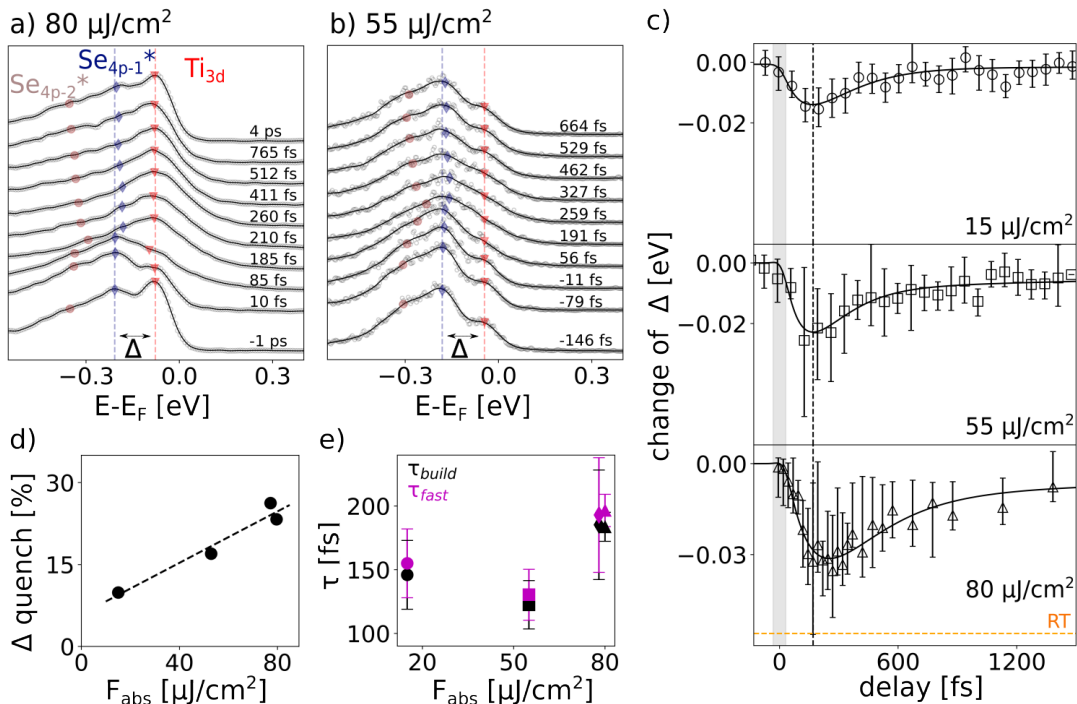 a) 80 μJ/cm²
Se4p-1*
Se4p-2*
Ti3d
4 ps
765 fs
512 fs
411 fs
260 fs
210 fs
185 fs
85 fs
10 fs
-1 ps
Δ
−0.3
0.0
0.3
E-EF [eV]
b) 55 μJ/cm²
664 fs
529 fs
462 fs
327 fs
259 fs
191 fs
56 fs
-11 fs
-79 fs
-146 fs
Δ
−0.3
0.0
0.3
E-EF [eV]
c)
change of Δ [eV]
0.00
−0.02
15 μJ/cm²
0.00
−0.02
55 μJ/cm²
0.00
−0.03
80 μJ/cm²
RT
0
600
1200
delay [fs]
d)
Δ quench [%]
30
15
0
0
40
80
Fabs [μJ/cm²]
e)
τbuild
τfast
τ [fs]
200
150
100
20
40
60
80
Fabs [μJ/cm²]